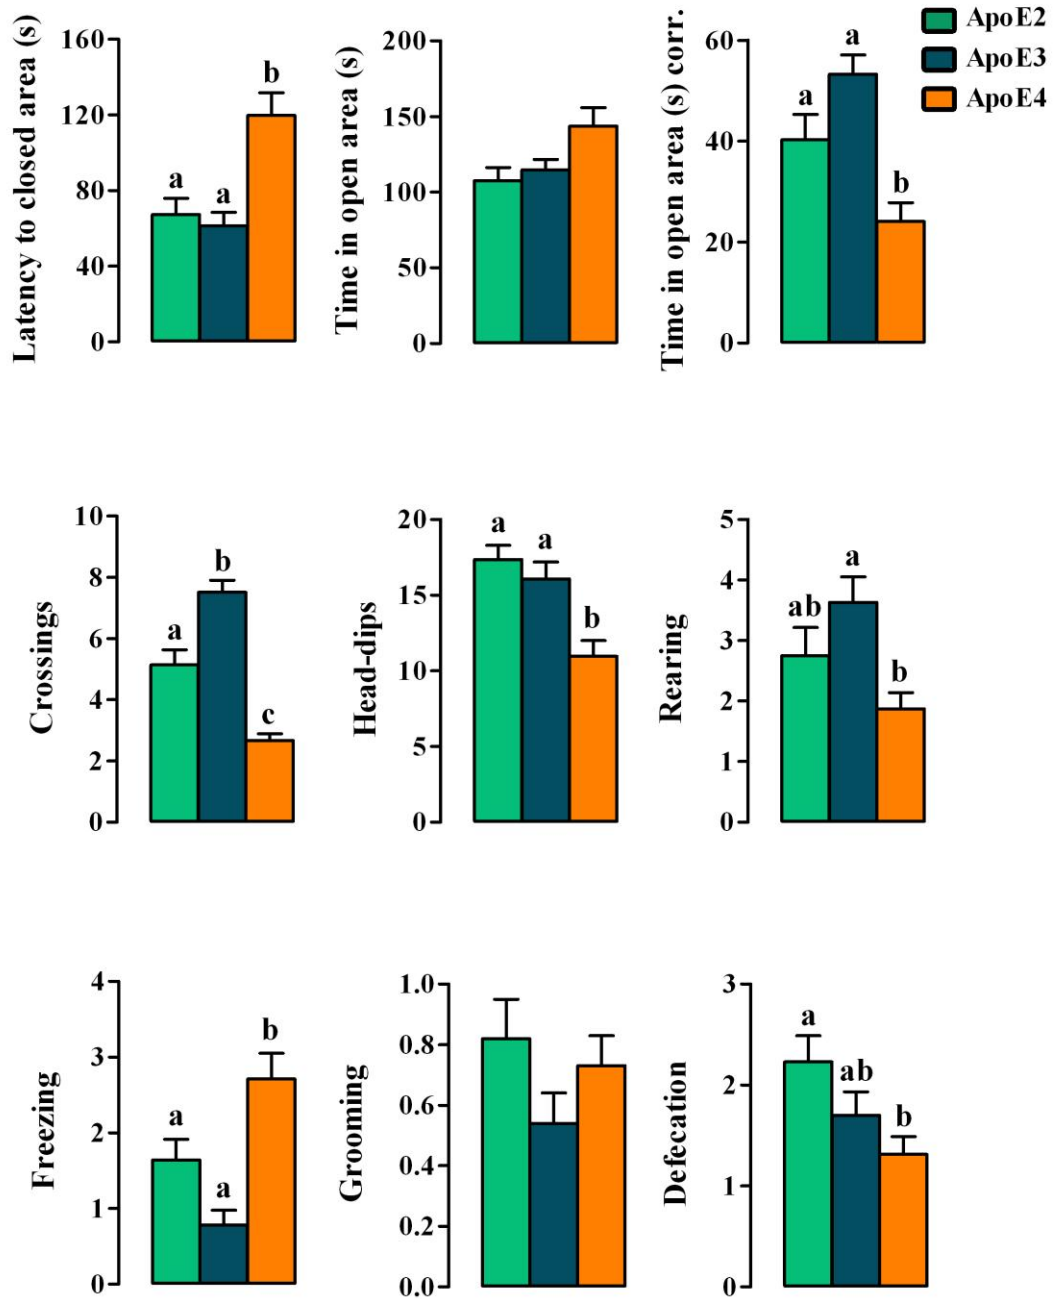 ApoE2
ApoE3
ApoE4
Latency to closed area (s)
160
120
80
40
0
a
a
b
Time in open area (s)
200
150
100
50
0
Time in open area (s) corr.
60
40
20
0
a
a
b
Crossings
10
8
6
4
2
0
a
b
c
Head-dips
20
15
10
5
0
a
a
b
Rearing
5
4
3
2
1
0
ab
a
b
Freezing
4
3
2
1
0
a
a
b
Grooming
1.0
0.8
0.6
0.4
0.2
0.0
Defecation
3
2
1
0
a
ab
b